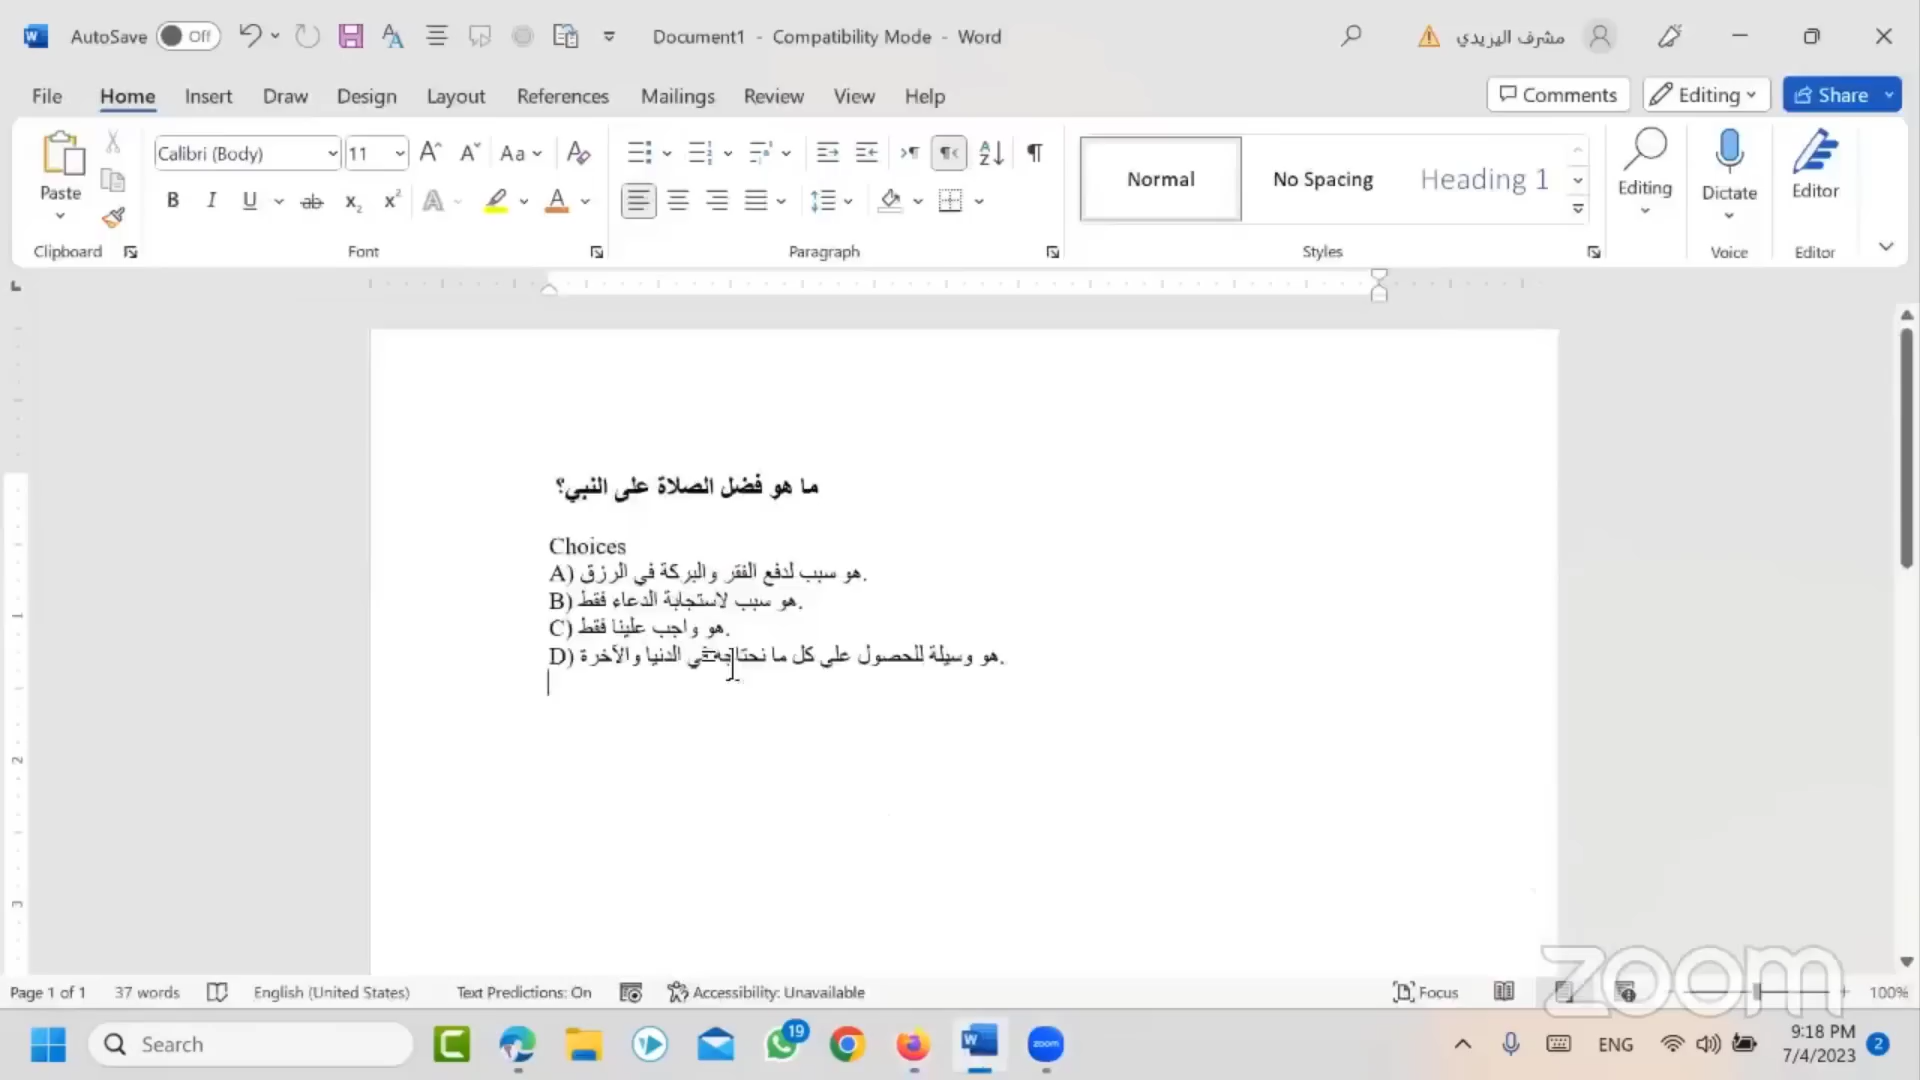 AutoSave Off Document1 - Compatibility Mode - Word مشرف اليريدي
File Home Insert Draw Design Layout References Mailings Review View Help Comments Editing Share
Paste Calibri (Body) 11 Aa Normal No Spacing Heading 1 Editing Dictate Editor
Clipboard Font Paragraph Styles Voice Editor
ما هو فضل الصلاة على النبي؟
Choices
A) هو سبب لدفع الفقر والبركة في الرزق.
B) هو سبب لاستجابة الدعاء فقط.
C) هو واجب علينا فقط.
D) هو وسيلة للحصول على كل ما نحتاجه في الدنيا والآخرة.
zoom
Page 1 of 1 37 words English (United States) Text Predictions: On Accessibility: Unavailable Focus 100%
Search 19 zoom ENG 9:18 PM 2
7/4/2023